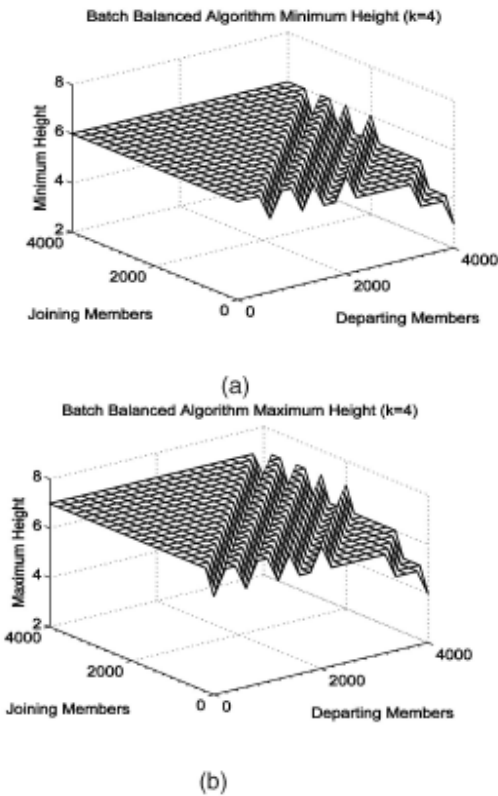 Batch Balanced Algorithm Minimum Height (k=4)
8
6
4
2
Minimum Height
4000
2000
0
Joining Members
0
2000
4000
Departing Members
(a)
Batch Balanced Algorithm Maximum Height (k=4)
8
6
4
2
Maximum Height
4000
2000
0
Joining Members
0
2000
4000
Departing Members
(b)